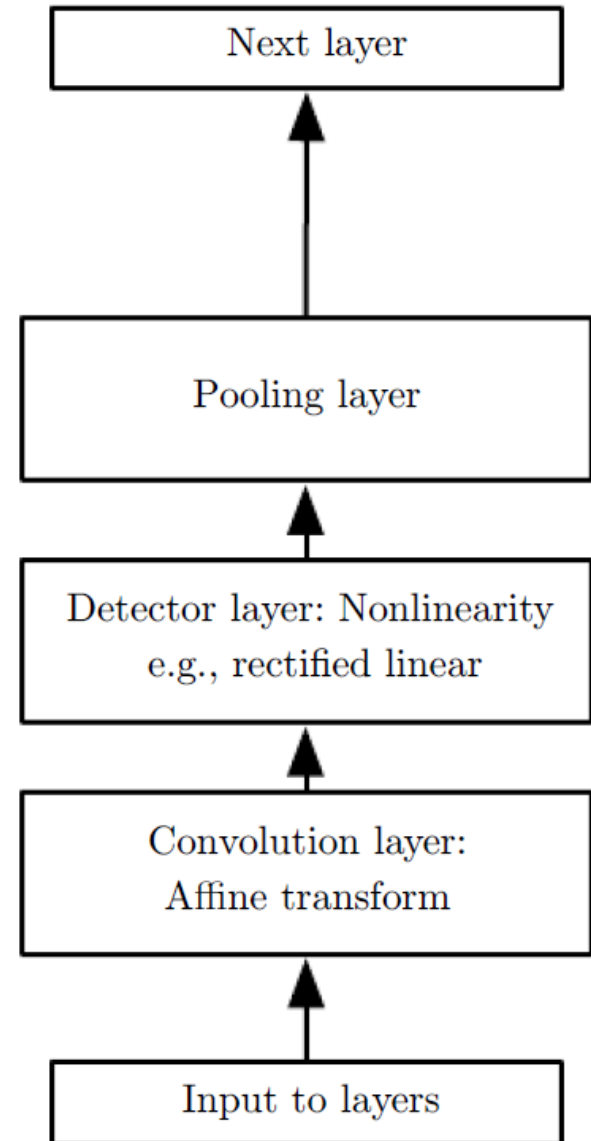 Next layer
Pooling layer
Detector layer: Nonlinearity
e.g., rectified linear
Convolution layer:
Affine transform
Input to layers